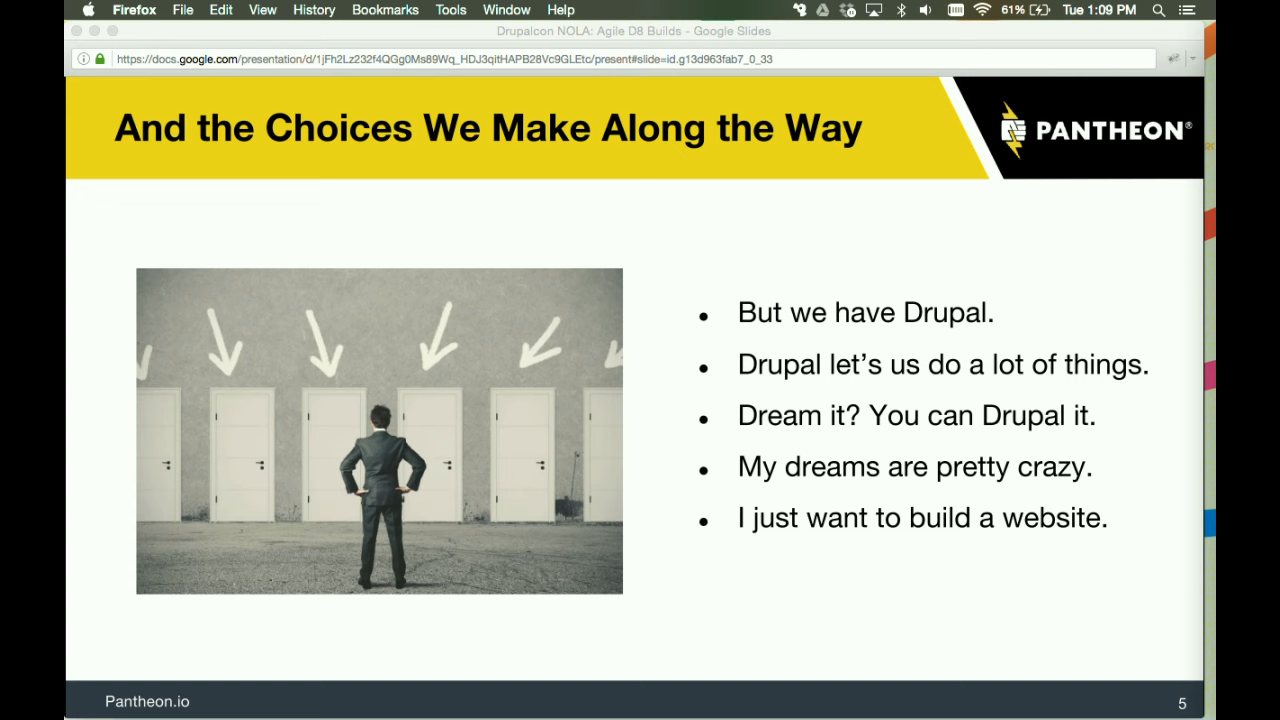 Firefox File Edit View History Bookmarks Tools Window Help 61% Tue 1:09 PM
Drupalcon NOLA: Agile D8 Builds - Google Slides
https://docs.google.com/presentation/d/1jFh2Lz232f4QGg0Ms89Wq_HDJ3qitHAPB28Vc9GLEtc/present#slide=id.g13d963fab7_0_33
And the Choices We Make Along the Way
PANTHEON®
• But we have Drupal.
• Drupal let’s us do a lot of things.
• Dream it? You can Drupal it.
• My dreams are pretty crazy.
• I just want to build a website.
Pantheon.io
5